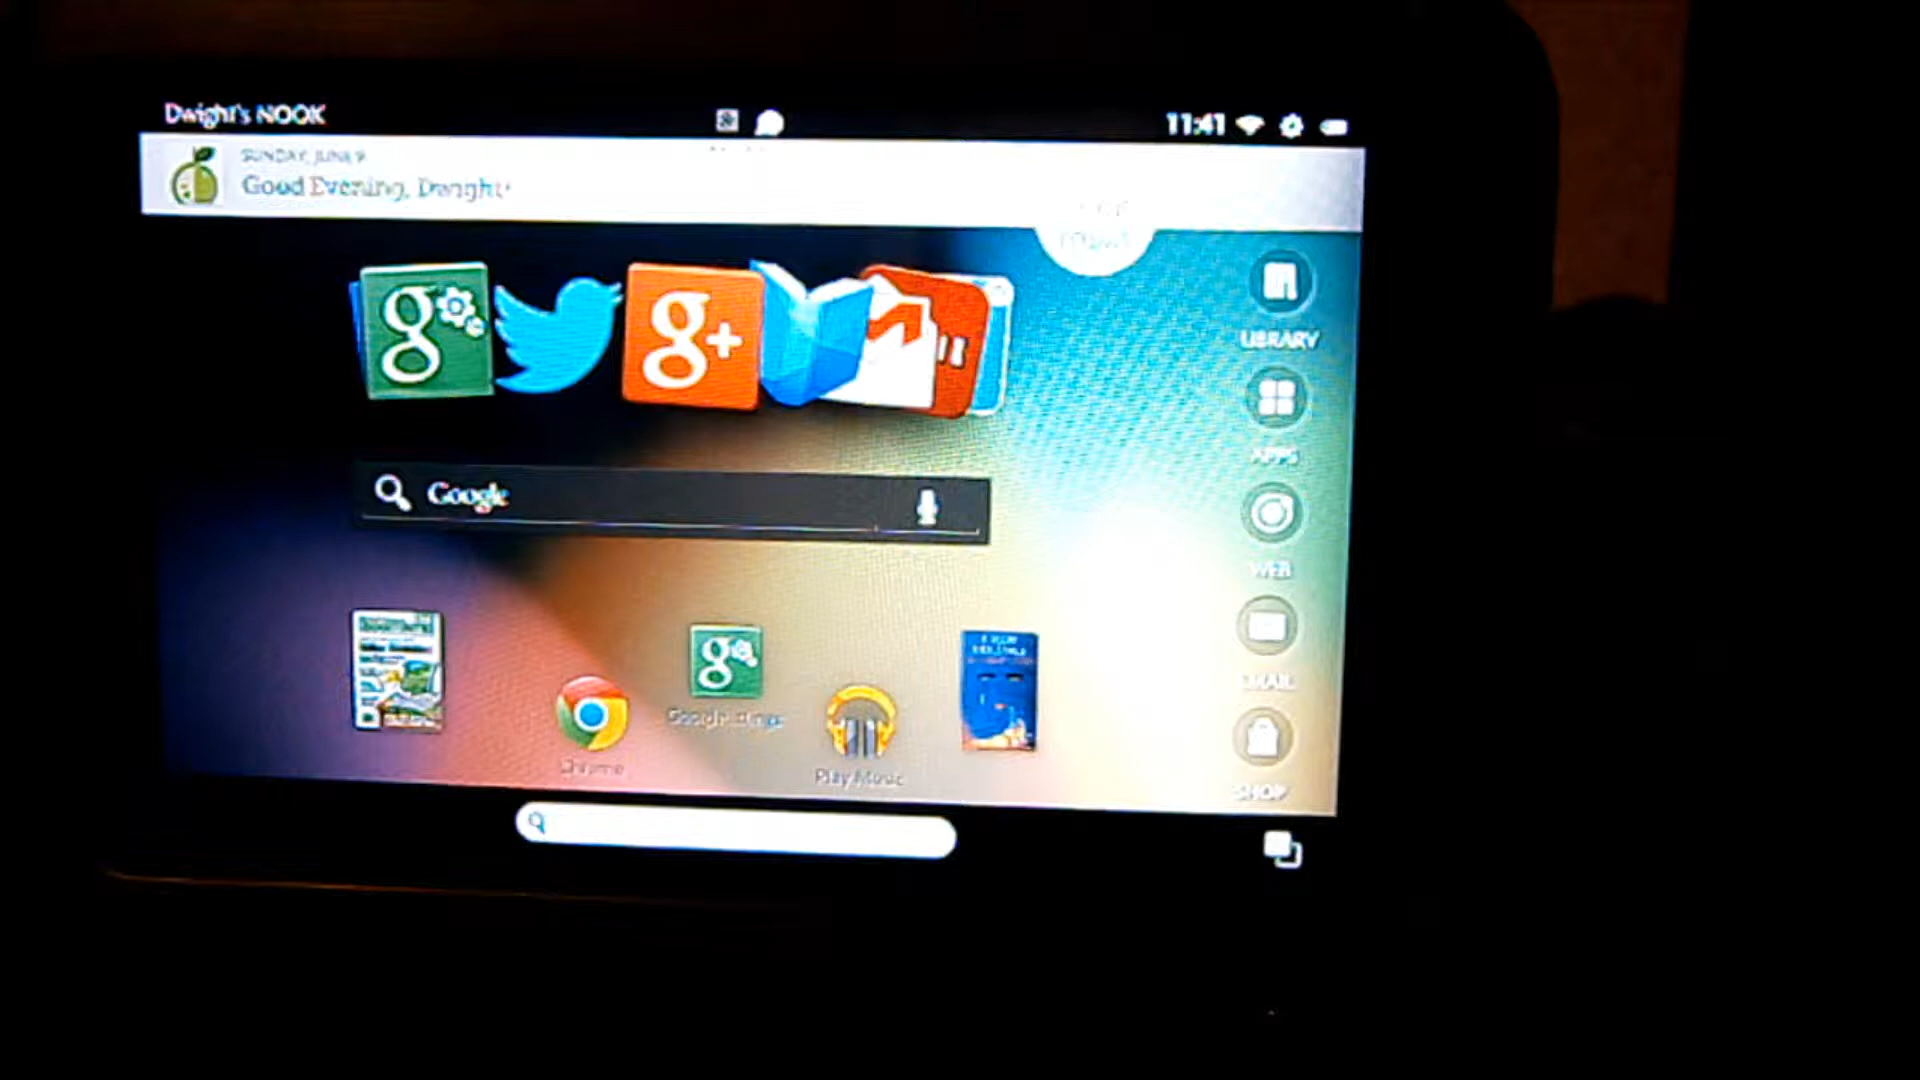 Dwight's NOOK
11:41
SUNDAY, JUNE 9
Good Evening, Dwight!
g
g+
LIBRARY
Google
APPS
WEB
g
EMAIL
Google
Chrome
Play Music
SHOP